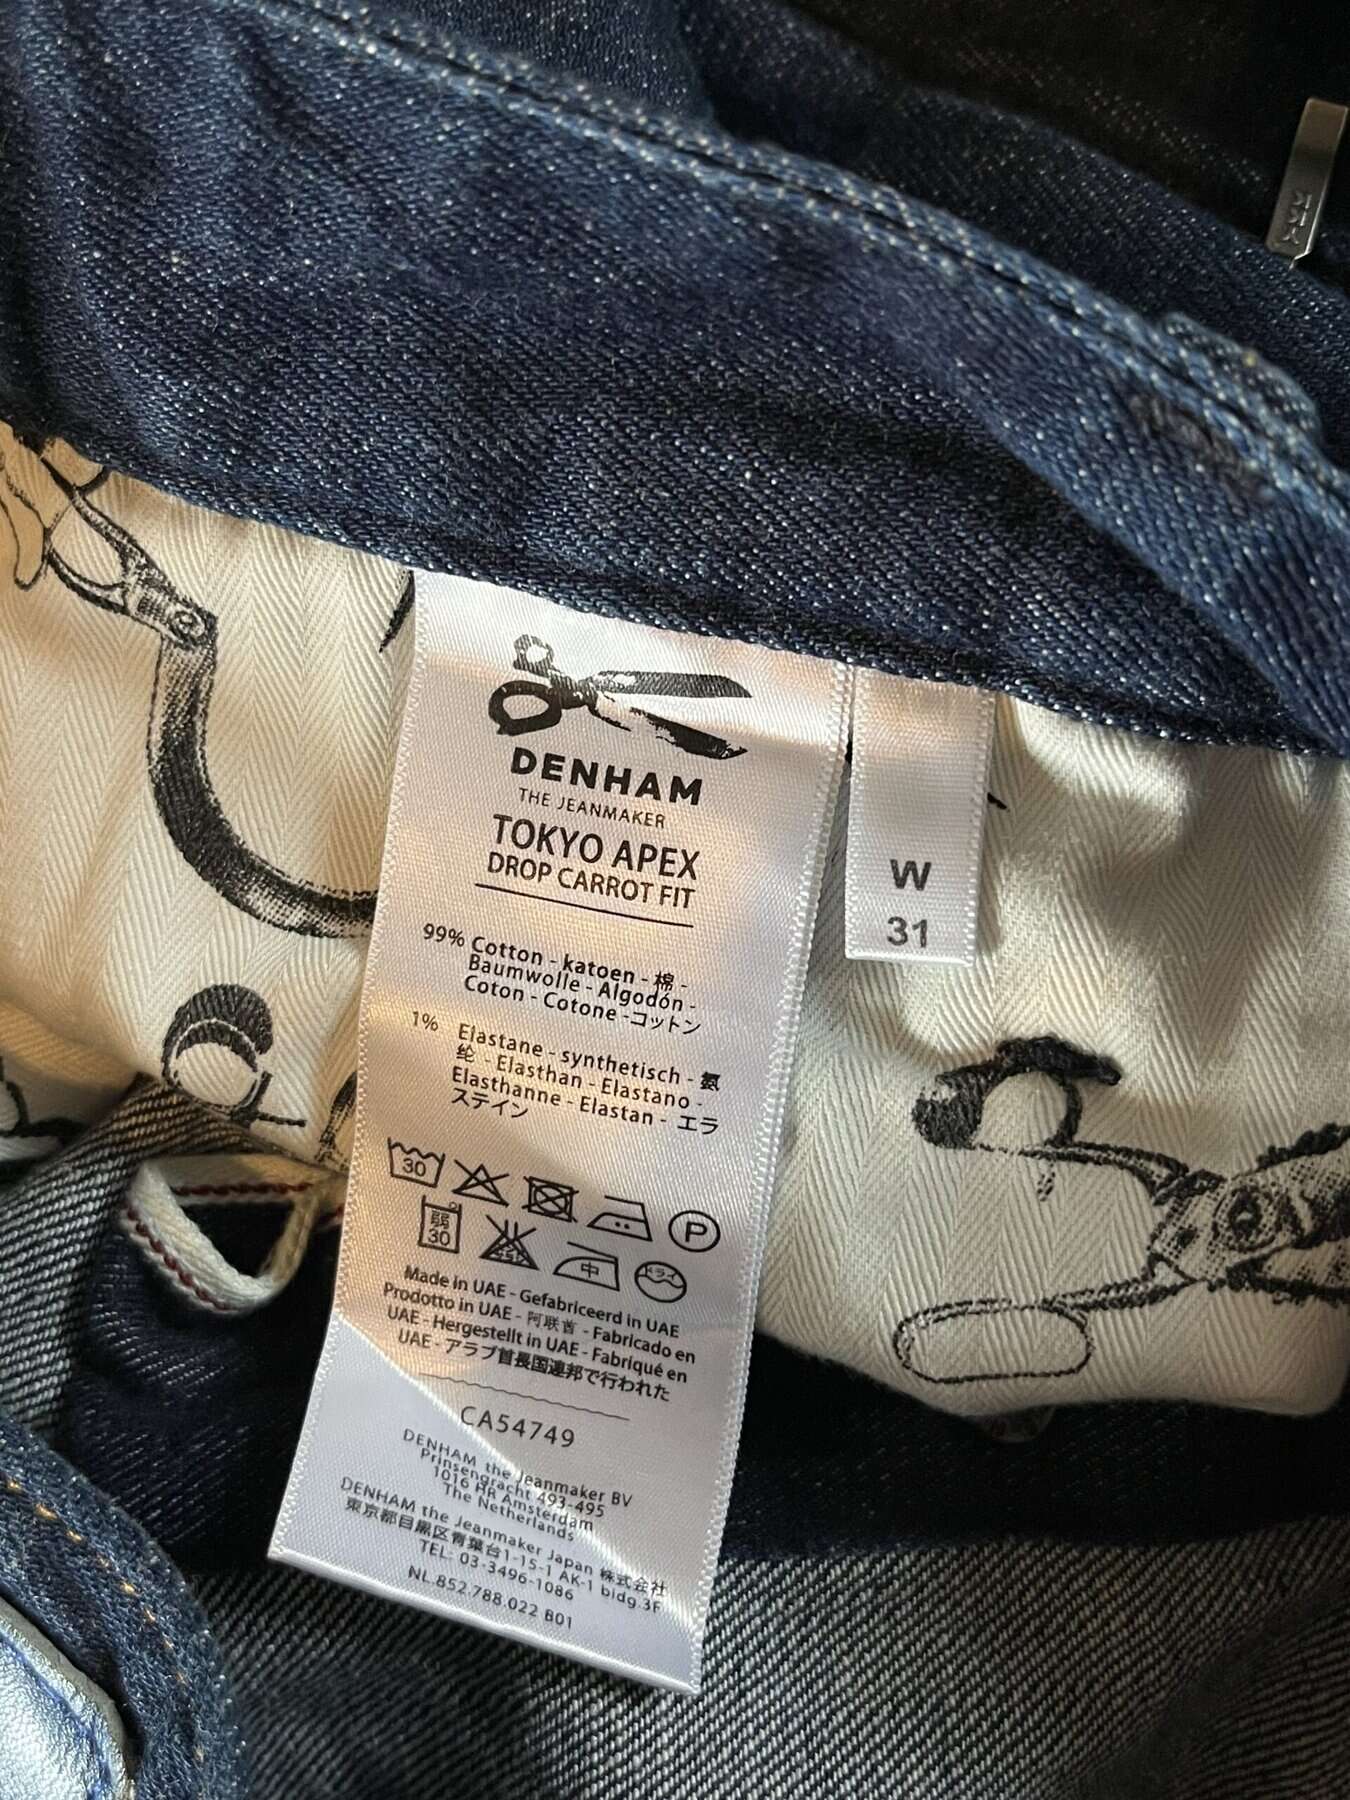 YKK
DENHAM
THE JEANMAKER
TOKYO APEX
DROP CARROT FIT
99% Cotton - katoen - 棉 -
Baumwolle - Algodón -
Coton - Cotone -コットン
1% Elastane - synthetisch - 氨
纶 - Elasthan - Elastano -
Elasthanne - Elastan - エラ
ステイン
30
P
弱
30
中
ドライ
Made in UAE - Gefabriceerd in UAE
Prodotto in UAE - 阿联酋 - Fabricado en
UAE - Hergestellt in UAE - Fabriqué en
UAE - アラブ首長国連邦で行われた
CA54749
DENHAM the Jeanmaker BV
Prinsengracht 493-495
1016 HR Amsterdam
The Netherlands
DENHAM the Jeanmaker Japan 株式会社
東京都目黒区青葉台1-15-1 AK-1 bidg.3F
TEL: 03-3496-1086
NL.852.788.022 B01
W
31